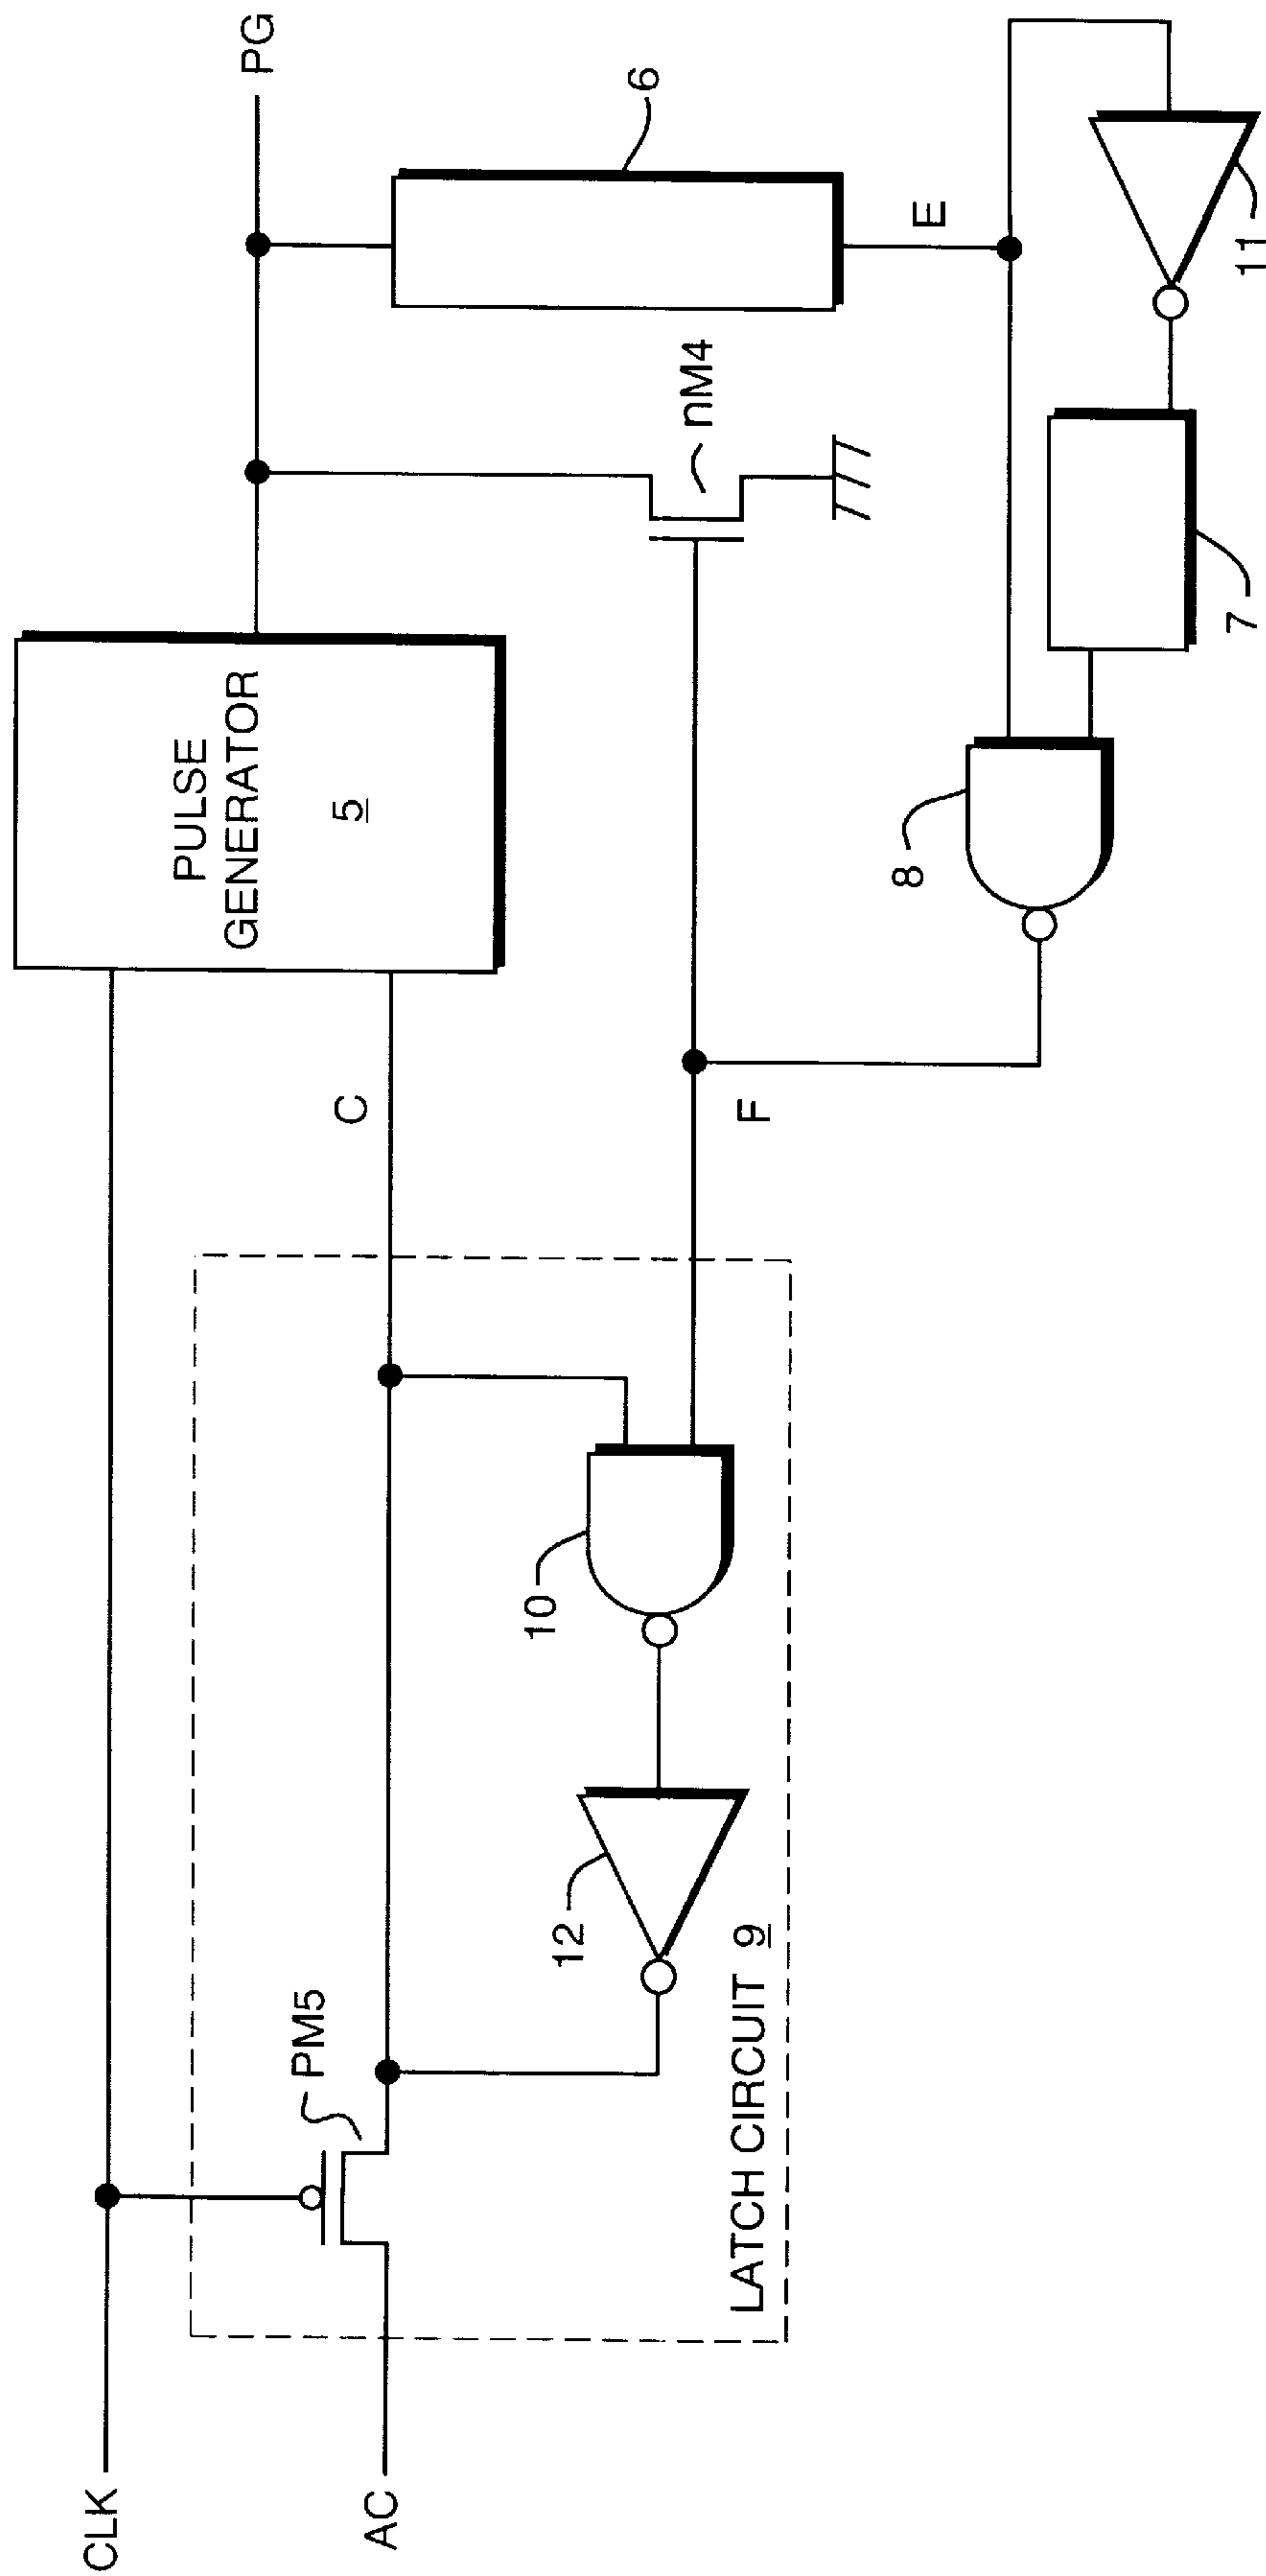 CLK
AC
PM5
12
LATCH CIRCUIT 9
10
C
F
PULSE
GENERATOR
5
PG
nM4
6
E
8
7
11